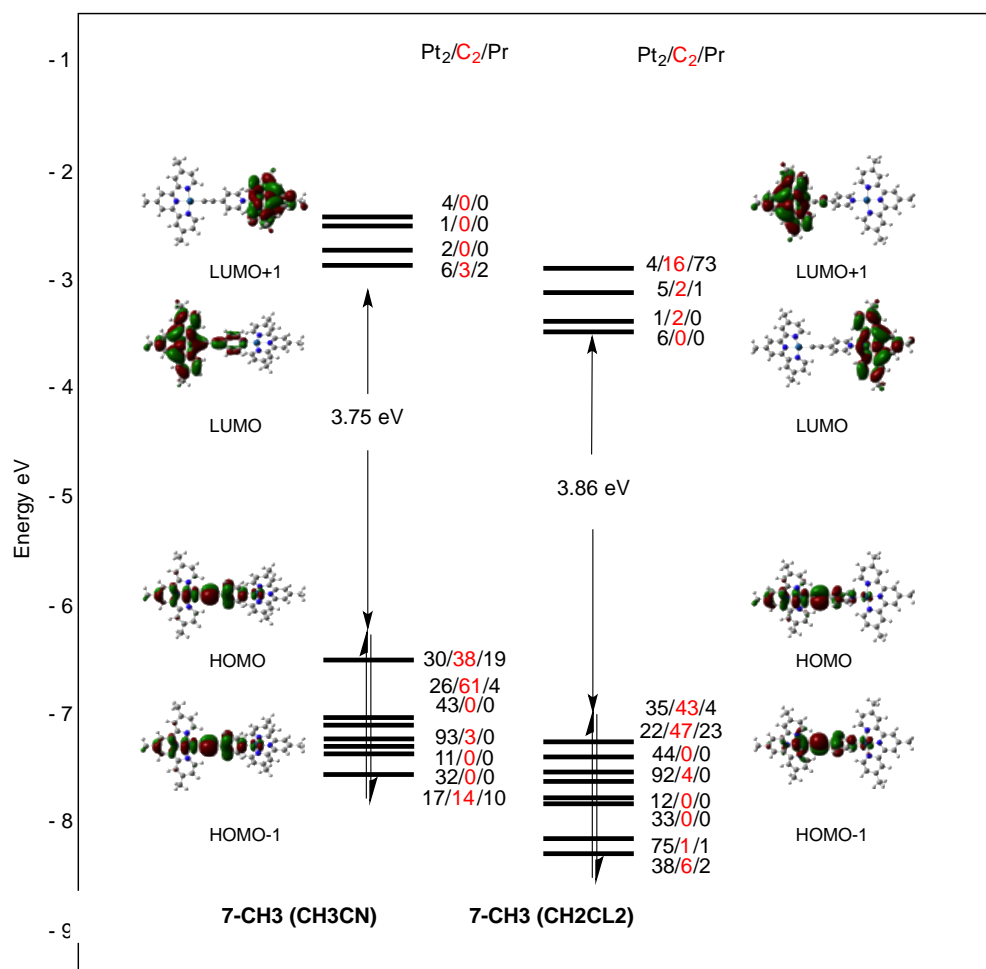 Pt2/C2/Pr
Pt2/C2/Pr
Energy eV
- 1
- 2
- 3
- 4
- 5
- 6
- 7
- 8
- 9
LUMO+1
LUMO
HOMO
HOMO-1
4/0/0
1/0/0
2/0/0
6/3/2
3.75 eV
30/38/19
26/61/4
43/0/0
93/3/0
11/0/0
32/0/0
17/14/10
7-CH3 (CH3CN)
4/16/73
5/2/1
1/2/0
6/0/0
3.86 eV
35/43/4
22/47/23
44/0/0
92/4/0
12/0/0
33/0/0
75/1/1
38/6/2
7-CH3 (CH2CL2)
LUMO+1
LUMO
HOMO
HOMO-1